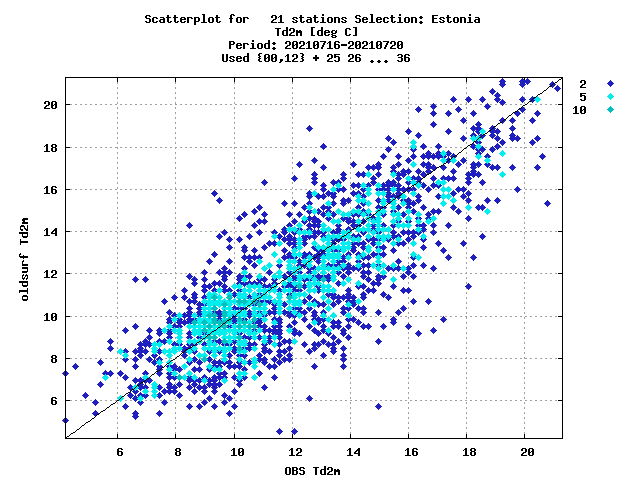 Scatterplot for 21 stations Selection: Estonia
Td2m [deg C]
Period: 20210716-20210720
Used {00,12} + 25 26 ... 36
2
5
10
20
18
16
14
12
10
8
6
oldsurf Td2m
6 8 10 12 14 16 18 20
OBS Td2m